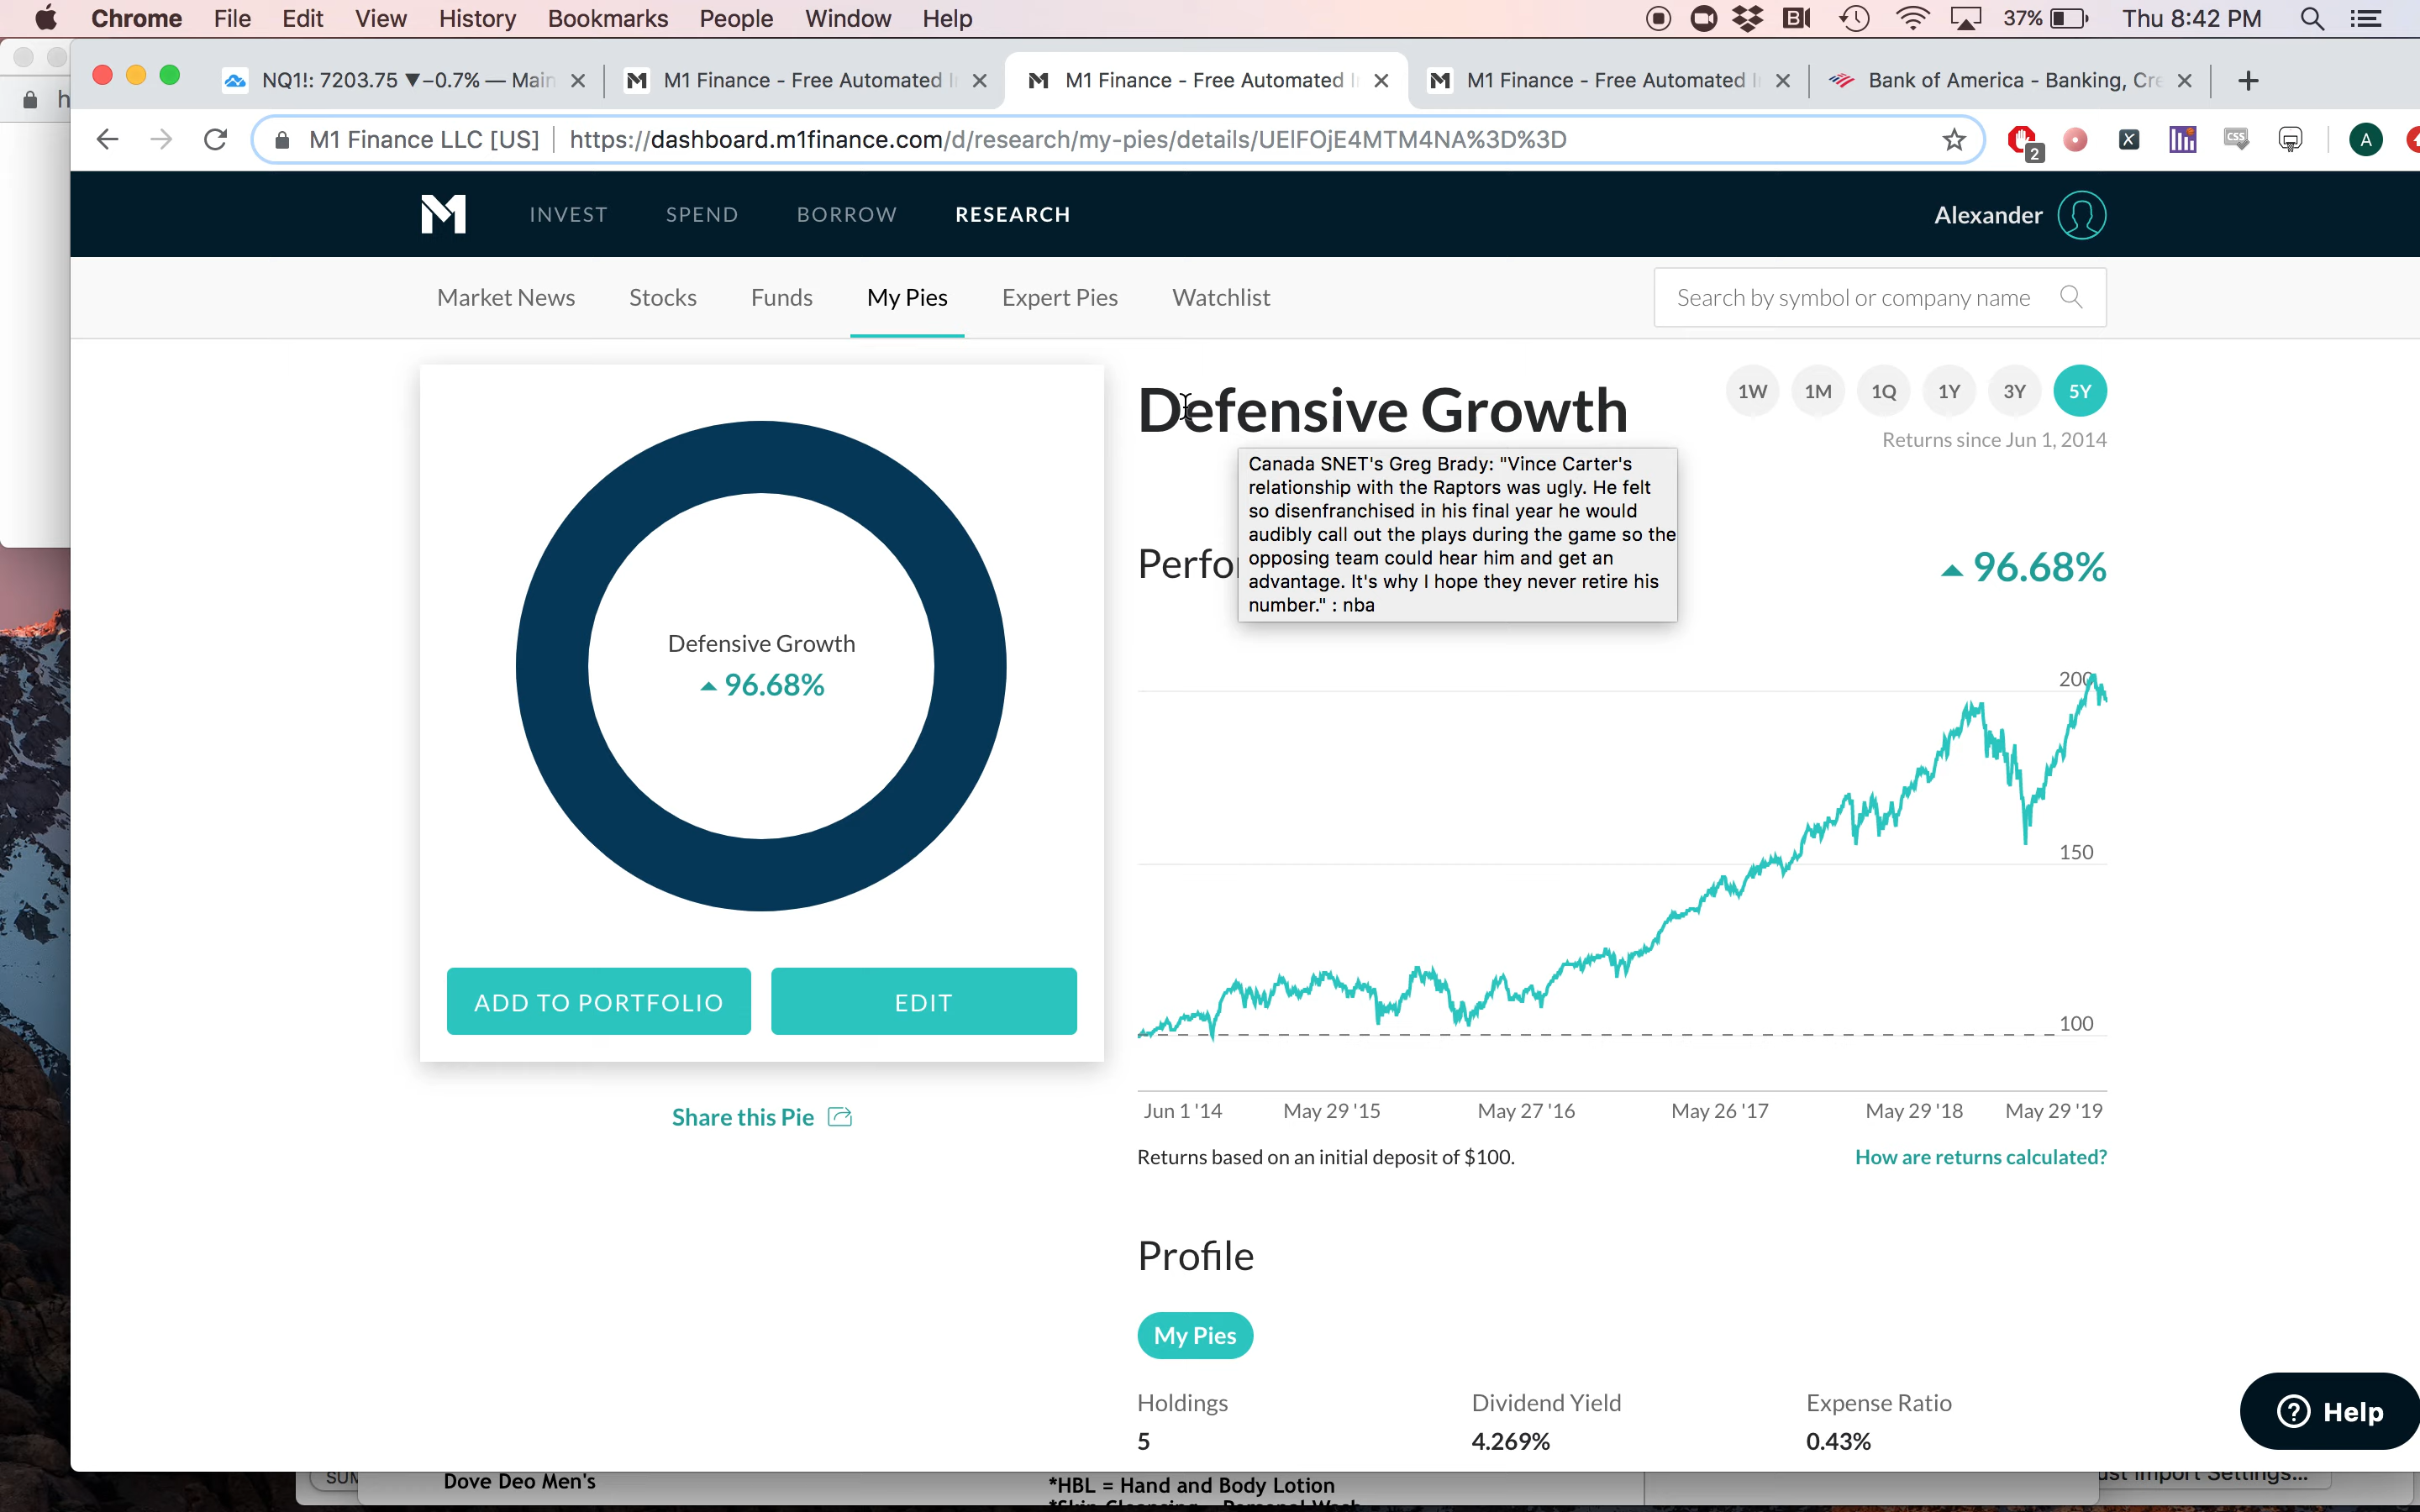 Chrome File Edit View History Bookmarks People Window Help 37% Thu 8:42 PM
NQ1!: 7203.75 ▼−0.7% — Main
M1 Finance - Free Automated I
M1 Finance - Free Automated I
M1 Finance - Free Automated I
Bank of America - Banking, Cre
M1 Finance LLC [US] https://dashboard.m1finance.com/d/research/my-pies/details/UElFOjE4MTM4NA%3D%3D
2
CSS
A
INVEST SPEND BORROW RESEARCH
Alexander
Market News Stocks Funds My Pies Expert Pies Watchlist
Search by symbol or company name
Defensive Growth
1W 1M 1Q 1Y 3Y 5Y
Returns since Jun 1, 2014
Canada SNET's Greg Brady: "Vince Carter's
relationship with the Raptors was ugly. He felt
so disenfranchised in his final year he would
audibly call out the plays during the game so the
opposing team could hear him and get an
advantage. It's why I hope they never retire his
number." : nba
Perfo
96.68%
Defensive Growth
96.68%
200
150
100
ADD TO PORTFOLIO
EDIT
Share this Pie
Jun 1 '14 May 29 '15 May 27 '16 May 26 '17 May 29 '18 May 29 '19
Returns based on an initial deposit of $100.
How are returns calculated?
Profile
My Pies
Holdings Dividend Yield Expense Ratio
5 4.269% 0.43%
Help
Dove Deo Men's
*HBL = Hand and Body Lotion
Import Settings...